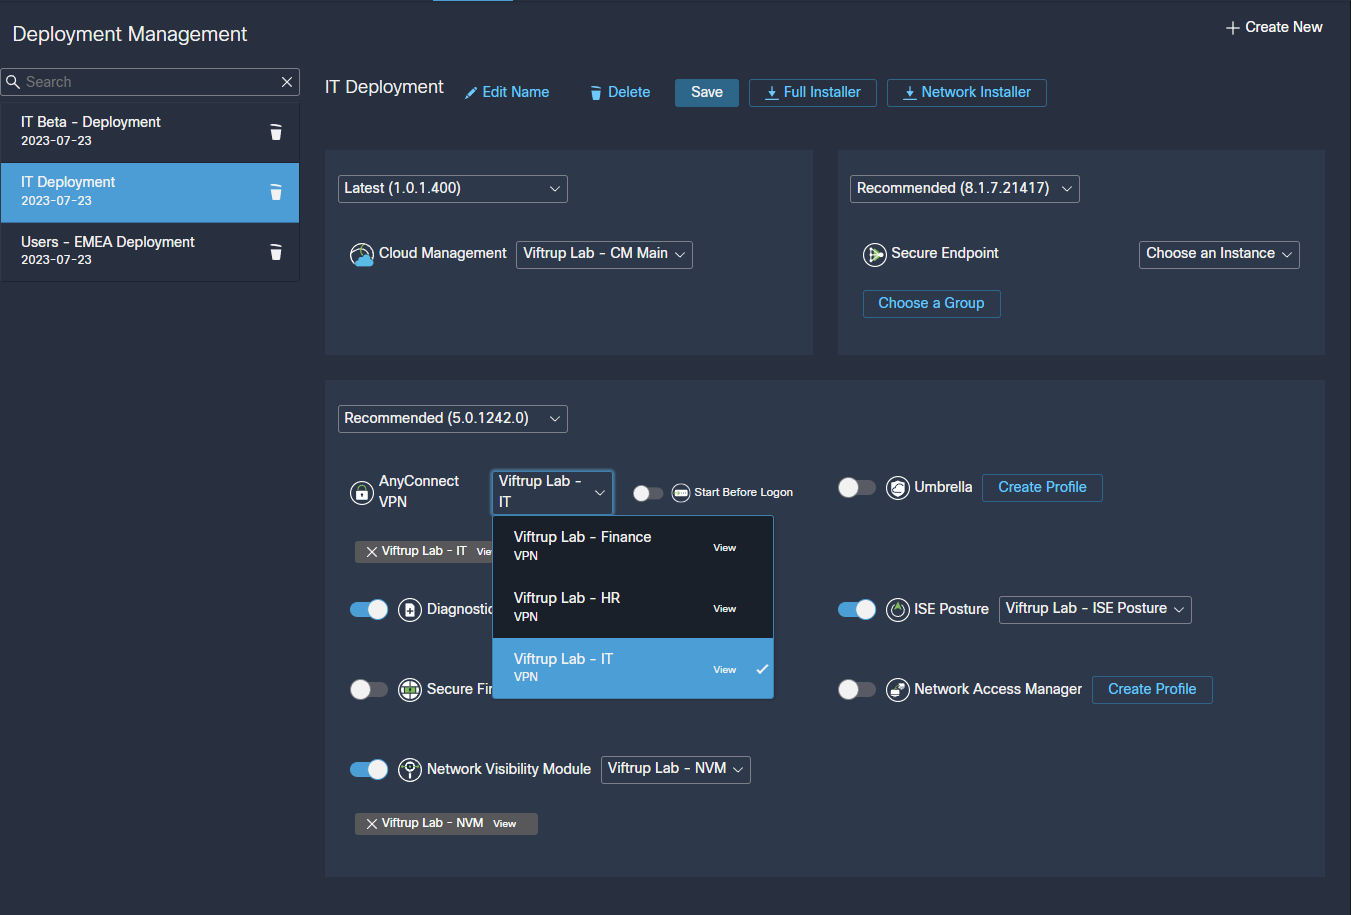 Deployment Management
Create New
Search
IT Beta - Deployment
2023-07-23
IT Deployment
2023-07-23
Users - EMEA Deployment
2023-07-23
IT Deployment
Edit Name
Delete
Save
Full Installer
Network Installer
Latest (1.0.1.400)
Cloud Management
Viftrup Lab - CM Main
Recommended (8.1.7.21417)
Secure Endpoint
Choose an Instance
Choose a Group
Recommended (5.0.1242.0)
AnyConnect
VPN
Viftrup Lab -
IT
Start Before Logon
Umbrella
Create Profile
Viftrup Lab - IT
Viftrup Lab - Finance
VPN
View
Viftrup Lab - HR
VPN
View
Viftrup Lab - IT
VPN
View
ISE Posture
Viftrup Lab - ISE Posture
Secure
Network Access Manager
Create Profile
Network Visibility Module
Viftrup Lab - NVM
Viftrup Lab - NVM View